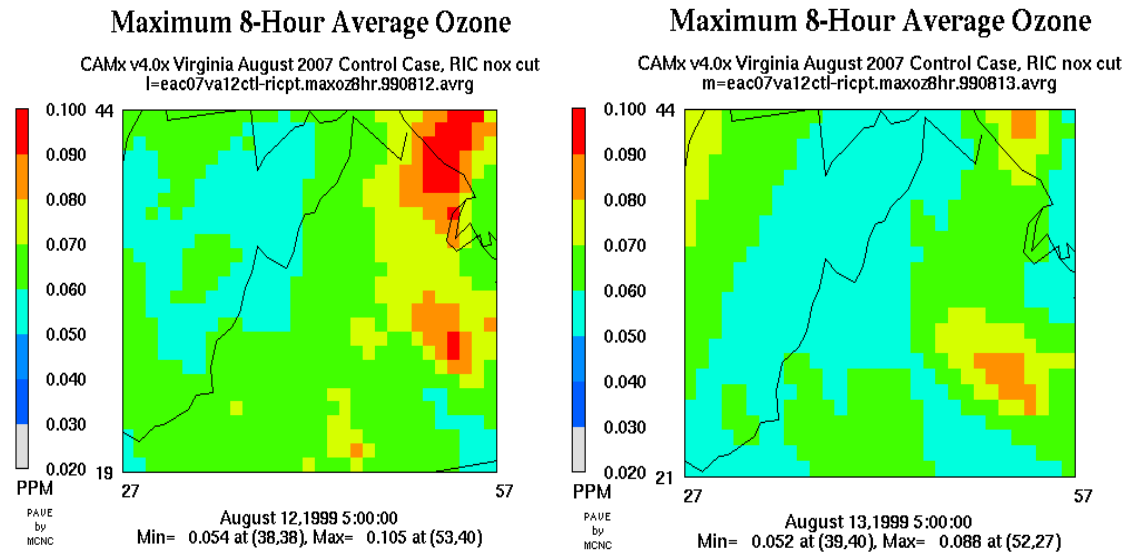 Maximum 8-Hour Average Ozone
CAMx v4.0x Virginia August 2007 Control Case, RIC nox cut
l=eac07va12ctl-ricpt.maxoz8hr.990812.avrg
0.100
0.090
0.080
0.070
0.060
0.050
0.040
0.030
0.020
PPM
PAVE
by
MCNC
44
19
27
57
August 12,1999 5:00:00
Min= 0.054 at (38,38), Max= 0.105 at (53,40)
Maximum 8-Hour Average Ozone
CAMx v4.0x Virginia August 2007 Control Case, RIC nox cut
m=eac07va12ctl-ricpt.maxoz8hr.990813.avrg
0.100
0.090
0.080
0.070
0.060
0.050
0.040
0.030
0.020
PPM
PAVE
by
MCNC
44
21
27
57
August 13,1999 5:00:00
Min= 0.052 at (39,40), Max= 0.088 at (52,27)